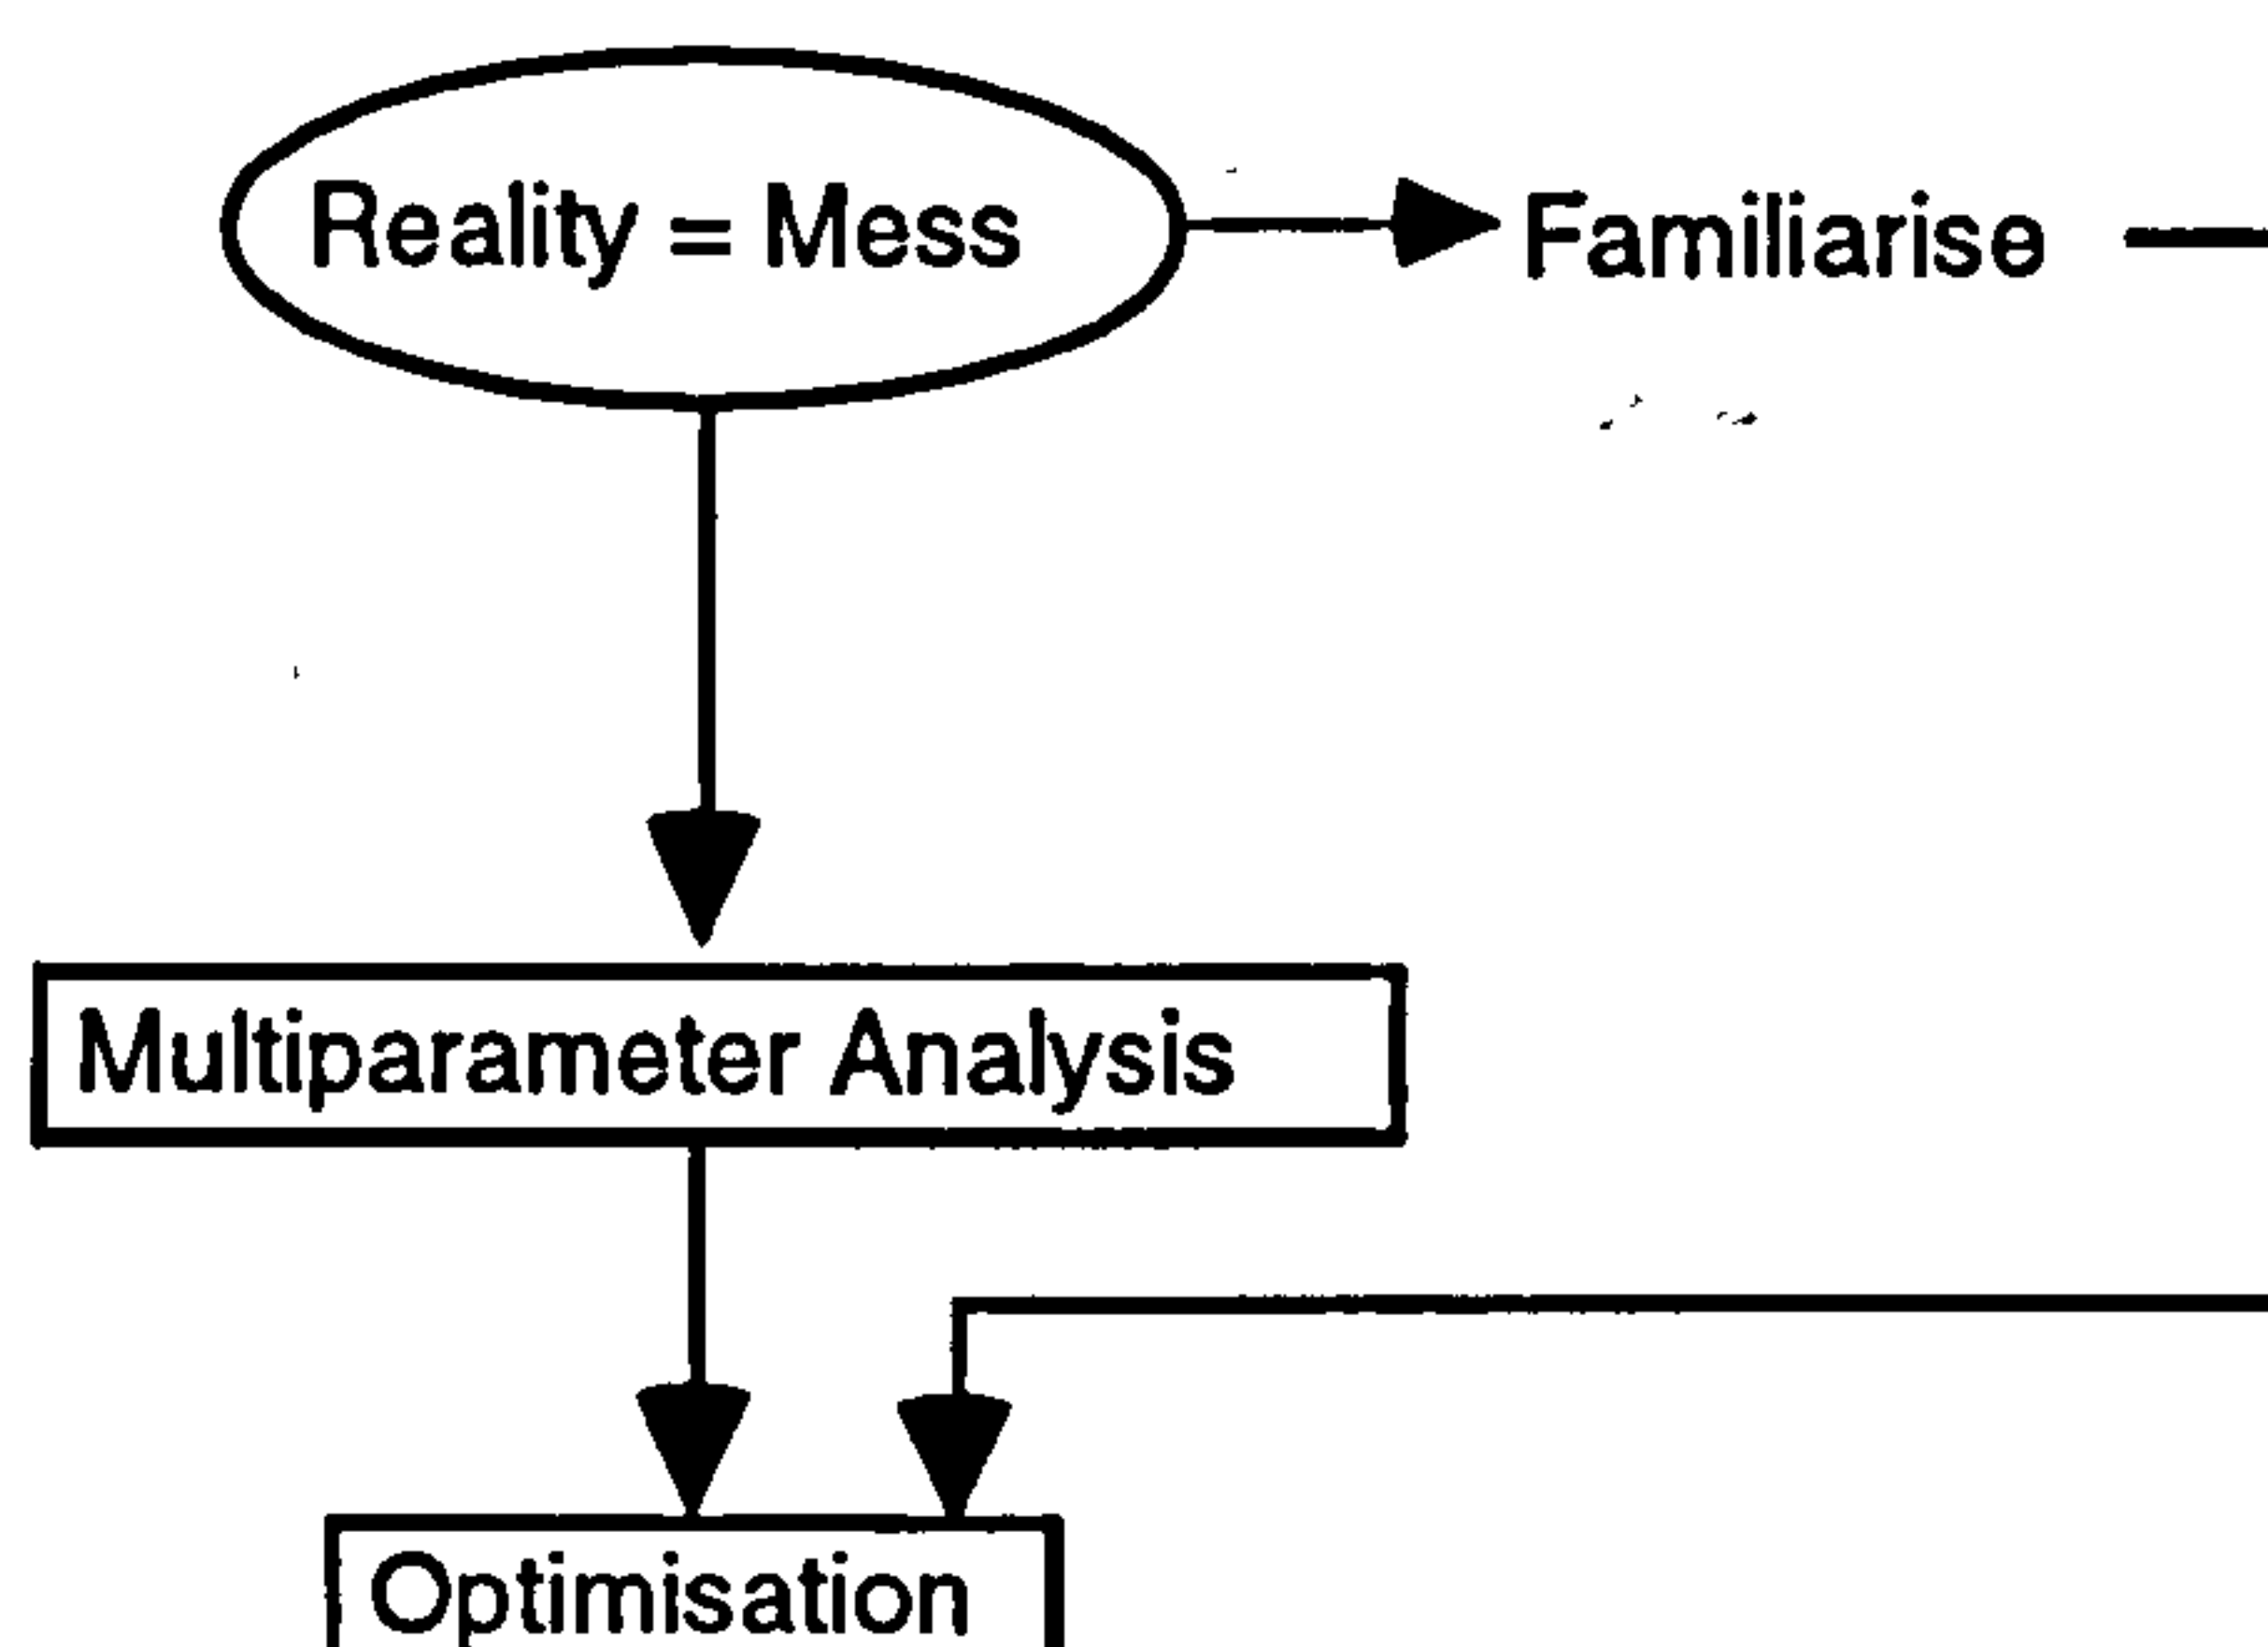 Reality = Mess
Familiarise
Multiparameter Analysis
Optimisation